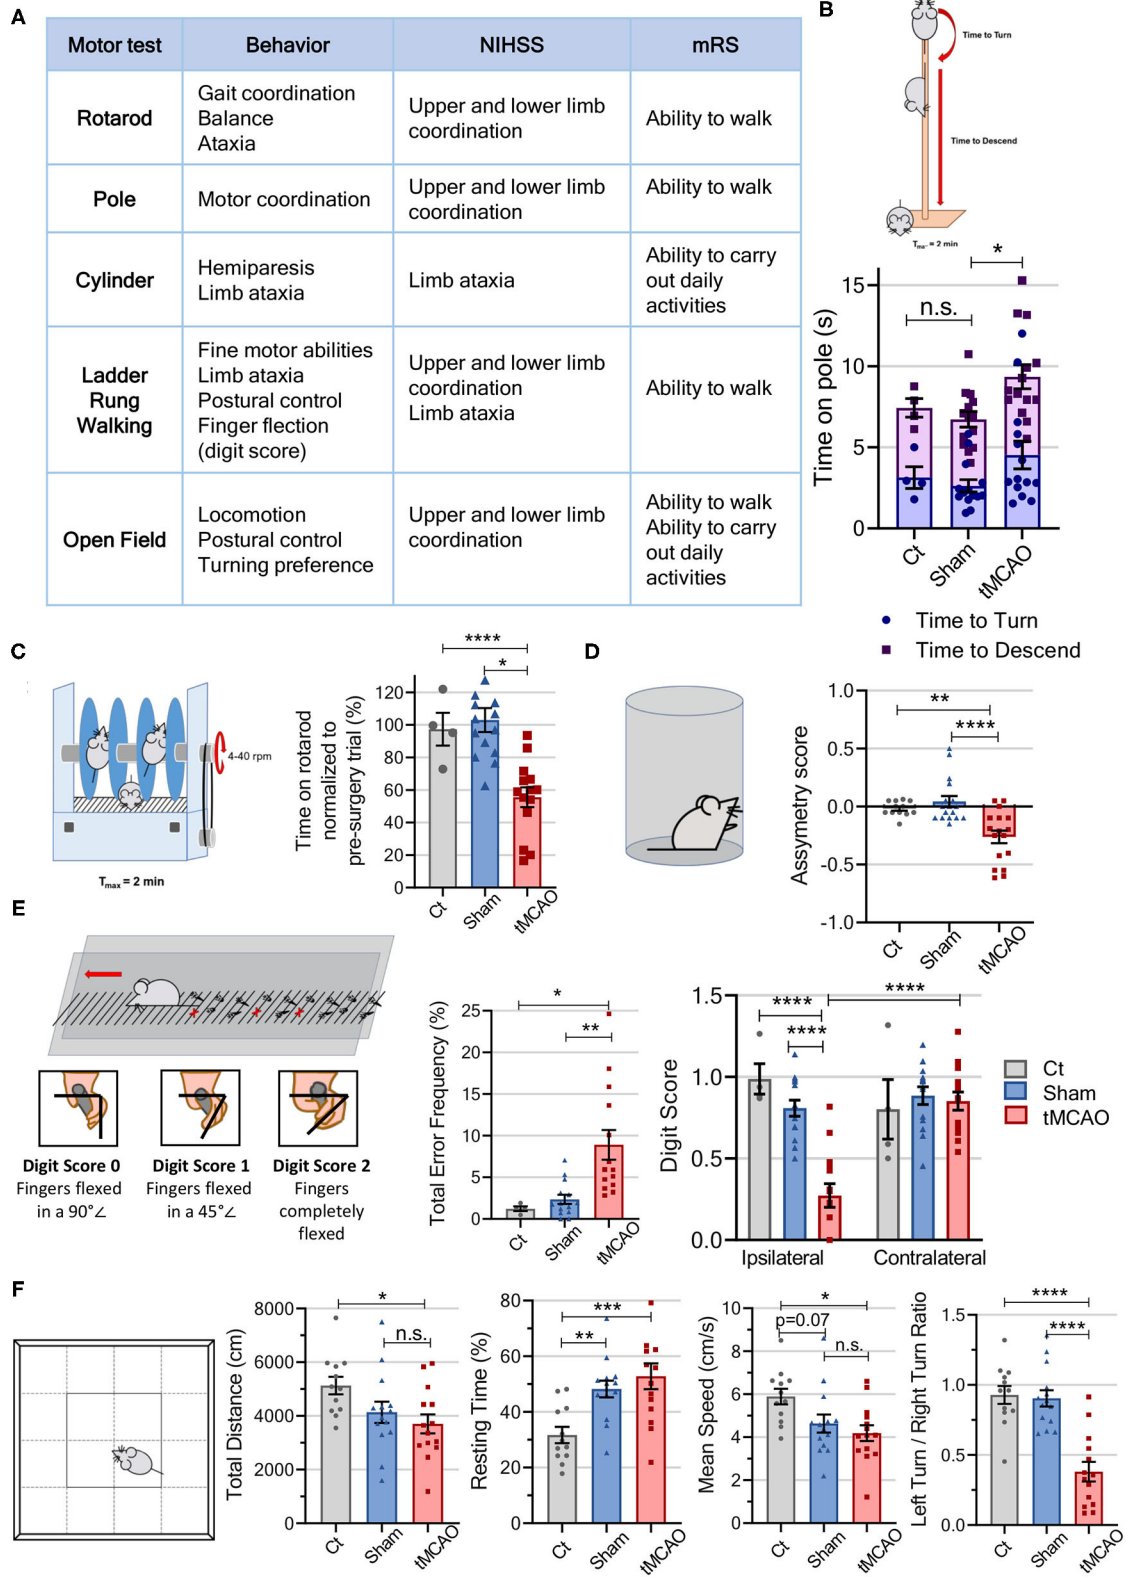 A
Motor test
Behavior
NIHSS
mRS
Rotarod
Gait coordination
Balance
Ataxia
Upper and lower limb
coordination
Ability to walk
Pole
Motor coordination
Upper and lower limb
coordination
Ability to walk
Cylinder
Hemiparesis
Limb ataxia
Limb ataxia
Ability to carry
out daily
activities
Ladder
Rung
Walking
Fine motor abilities
Limb ataxia
Postural control
Finger flection
(digit score)
Upper and lower limb
coordination
Limb ataxia
Ability to walk
Open Field
Locomotion
Postural control
Turning preference
Upper and lower limb
coordination
Ability to walk
Ability to carry
out daily
activities
B
Time to Turn
Time to Descend
= 2 min
*
n.s.
Time on pole (s)
15
10
5
0
Ct
Sham
tMCAO
Time to Turn
Time to Descend
C
4-40 rpm
Tmax = 2 min
****
*
Time on rotarod
normalized to
pre-surgery trial (%)
120
100
80
60
40
20
0
Ct
Sham
tMCAO
D
**
****
Assymetry score
1.0
0.5
0.0
-0.5
-1.0
Ct
Sham
tMCAO
E
Digit Score 0
Fingers flexed
in a 90°∠
Digit Score 1
Fingers flexed
in a 45°∠
Digit Score 2
Fingers
completely
flexed
*
**
Total Error Frequency (%)
25
20
15
10
5
0
Ct
Sham
tMCAO
****
****
****
Digit Score
1.5
1.0
0.5
0.0
Ipsilateral
Contralateral
Ct
Sham
tMCAO
F
*
n.s.
Total Distance (cm)
8000
6000
4000
2000
0
Ct
Sham
tMCAO
***
**
Resting Time (%)
80
60
40
20
0
Ct
Sham
tMCAO
*
p=0.07
n.s.
Mean Speed (cm/s)
10
8
6
4
2
0
Ct
Sham
tMCAO
****
****
Left Turn / Right Turn Ratio
1.5
1.0
0.5
0.0
Ct
Sham
tMCAO